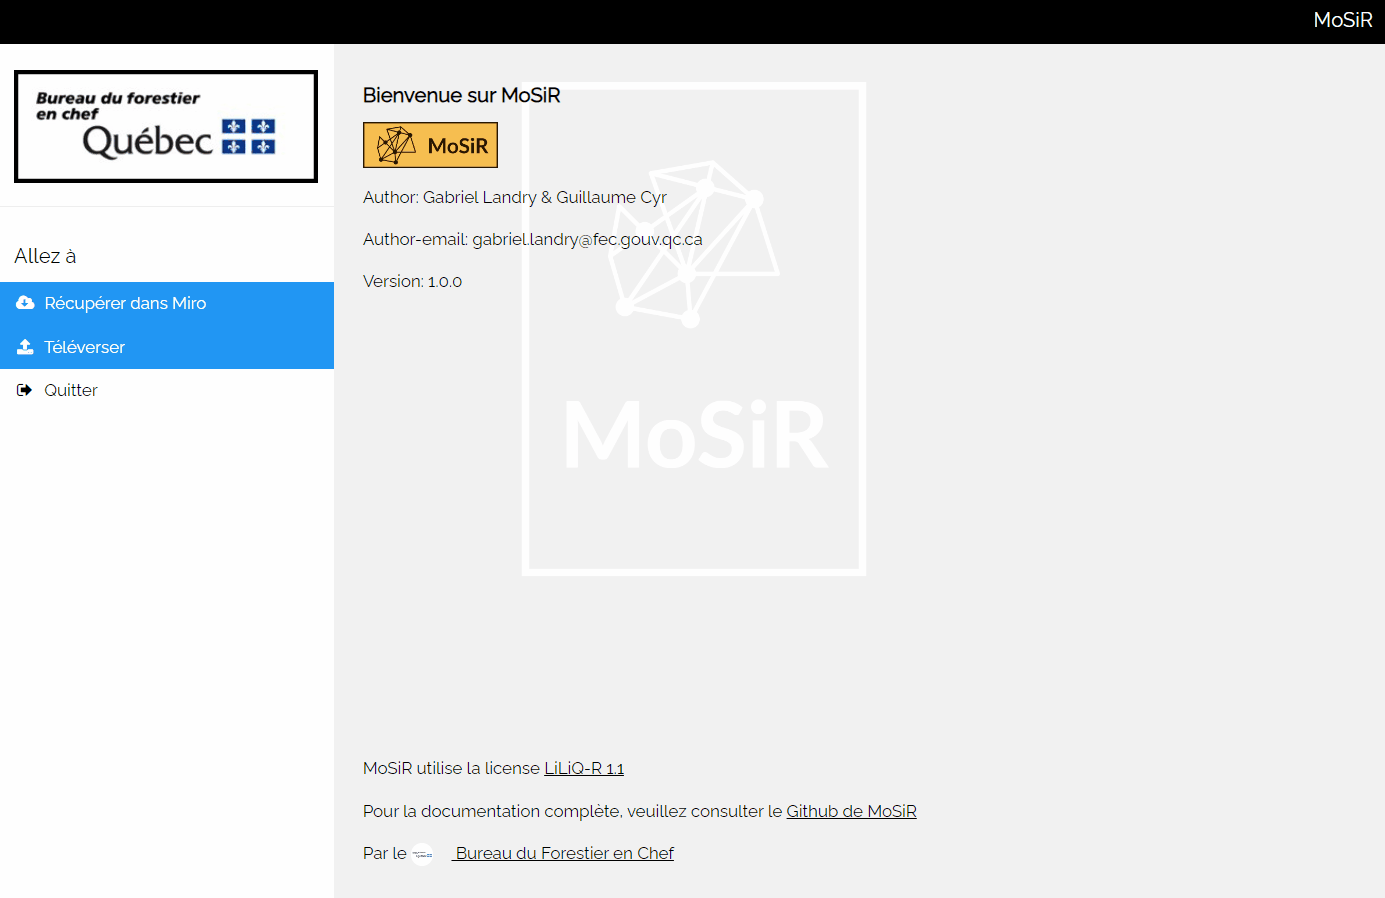 MoSiR
Bureau du forestier
en chef
Québec
Allez à
Récupérer dans Miro
Téléverser
Quitter
Bienvenue sur MoSiR
MoSiR
Author: Gabriel Landry & Guillaume Cyr
Author-email: gabriel.landry@fec.gouv.qc.ca
Version: 1.0.0
MoSiR
MoSiR utilise la license LiLiQ-R 1.1
Pour la documentation complète, veuillez consulter le Github de MoSiR
Par le Bureau du Forestier en Chef